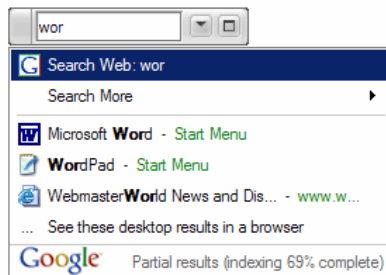 wor
Search Web: wor
Search More
Microsoft Word - Start Menu
WordPad - Start Menu
WebmasterWorld News and Dis... - www.w...
... See these desktop results in a browser
Google Partial results (indexing 69% complete)